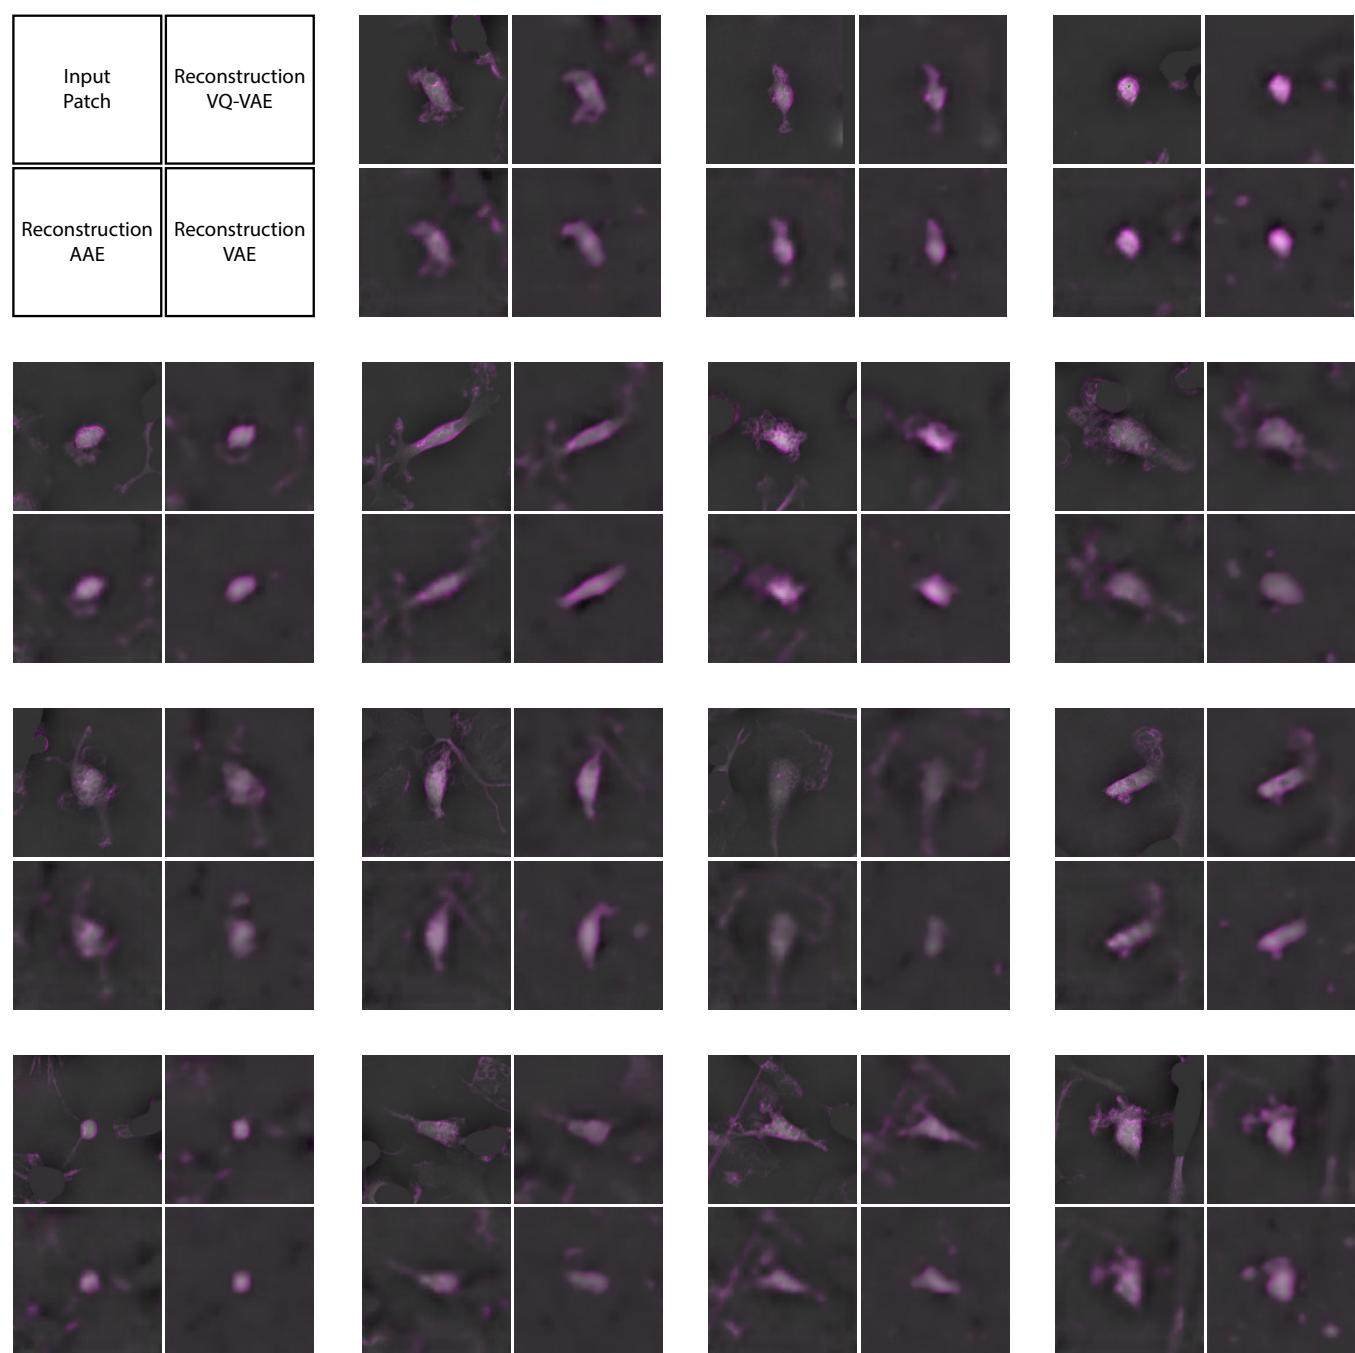 Input
Patch
Reconstruction
VQ-VAE
Reconstruction
AAE
Reconstruction
VAE